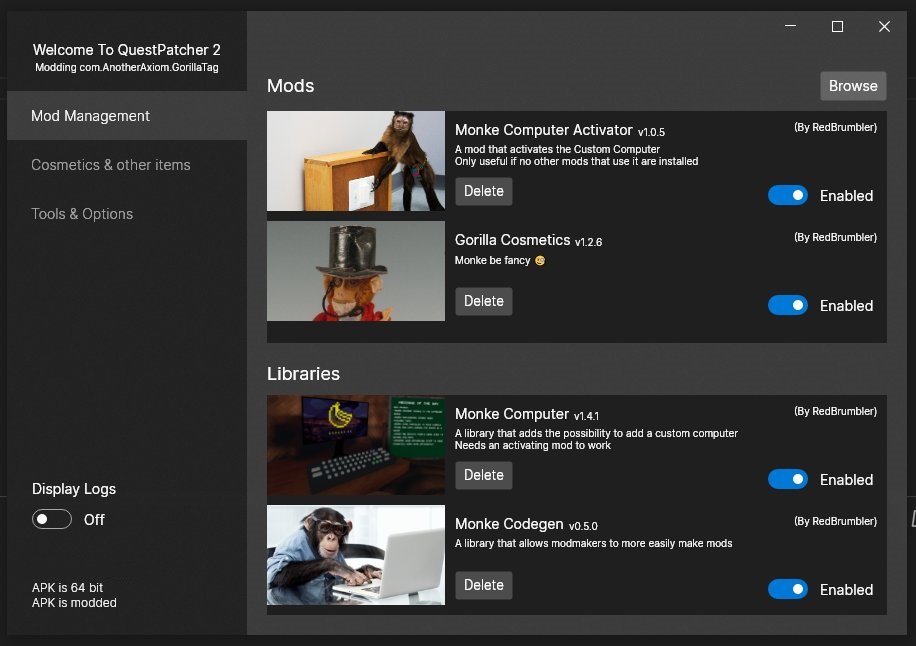 Welcome To QuestPatcher 2
Modding com.AnotherAxiom.GorillaTag
Mod Management
Cosmetics & other items
Tools & Options
Display Logs
Off
APK is 64 bit
APK is modded
Mods
Browse
Monke Computer Activator v1.0.5
(By RedBrumbler)
A mod that activates the Custom Computer
Only useful if no other mods that use it are installed
Delete
Enabled
Gorilla Cosmetics v1.2.6
(By RedBrumbler)
Monke be fancy 😏
Delete
Enabled
Libraries
Monke Computer v1.4.1
(By RedBrumbler)
A library that adds the possibility to add a custom computer
Needs an activating mod to work
Delete
Enabled
Monke Codegen v0.5.0
(By RedBrumbler)
A library that allows modmakers to more easily make mods
Delete
Enabled